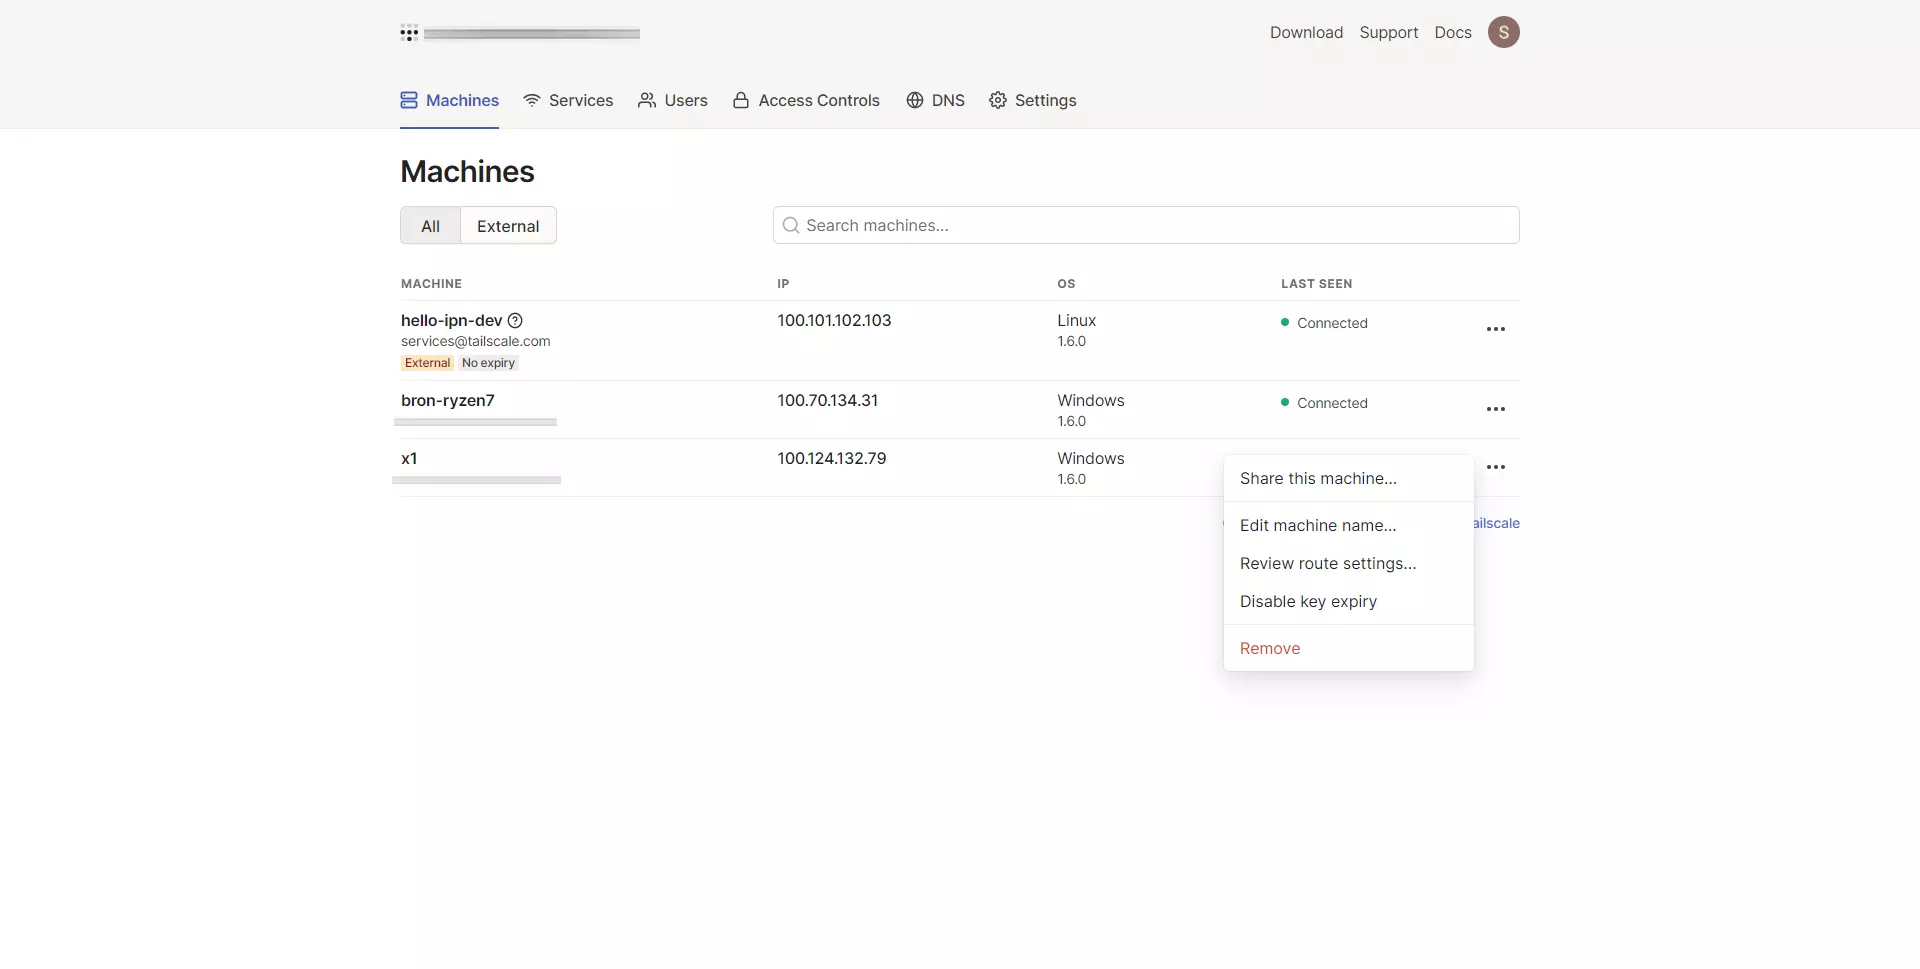 Download Support Docs S
Machines Services Users Access Controls DNS Settings
Machines
All External Search machines...
MACHINE IP OS LAST SEEN
hello-ipn-dev 100.101.102.103 Linux Connected
services@tailscale.com 1.6.0
External No expiry
bron-ryzen7 100.70.134.31 Windows Connected
1.6.0
x1 100.124.132.79 Windows
1.6.0
Share this machine...
Edit machine name...
ailscale
Review route settings...
Disable key expiry
Remove